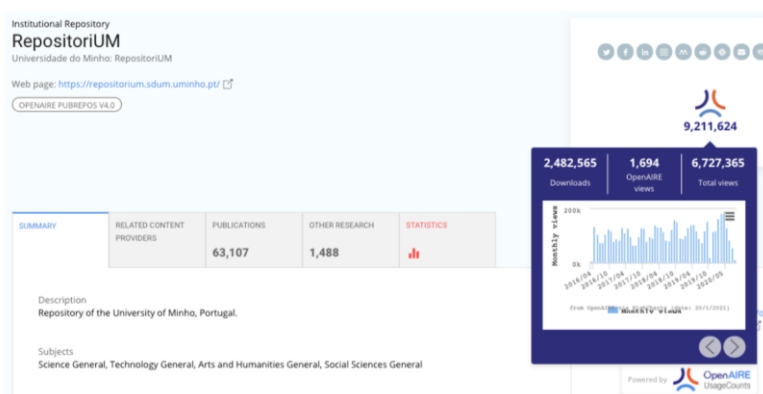 Institutional Repository
RepositoriUM
Universidade do Minho: RepositoriUM
Web page: https://repositorium.sdum.uminho.pt/
OPENAIRE PUBREPOS V4.0
9,211,624
2,482,565
Downloads
1,694
OpenAIRE
views
6,727,365
Total views
Monthly views
200k
0k
2016/04
2016/10
2017/04
2017/10
2018/04
2018/10
2019/04
2019/10
2020/05
Monthly views
SUMMARY
RELATED CONTENT
PROVIDERS
PUBLICATIONS
63,107
OTHER RESEARCH
1,488
STATISTICS
Description
Repository of the University of Minho, Portugal.
Subjects
Science General, Technology General, Arts and Humanities General, Social Sciences General
Powered by
OpenAIRE
UsageCounts